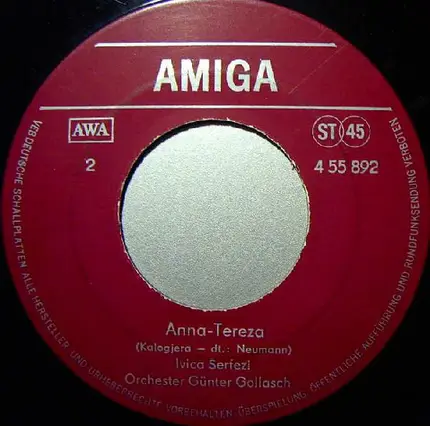 AMIGA
AWA
ST 45
2
4 55 892
Anna-Tereza
(Kalogjera — dt.: Neumann)
Ivica Serfezi
Orchester Günter Gollasch
VEB DEUTSCHE SCHALLPLATTEN ALLE HERSTELLER UND URHEBERRECHTE VORBEHALTEN ÜBERSPIELUNG, ÖFFENTLICHE AUFFÜHRUNG UND RUNDFUNKSENDUNG VERBOTEN